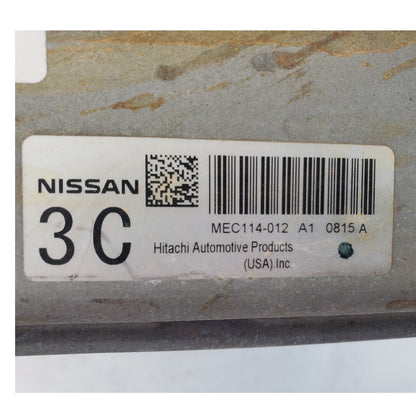 NISSAN
3C
MEC114-012 A1 0815 A
Hitachi Automotive Products
(USA).Inc.